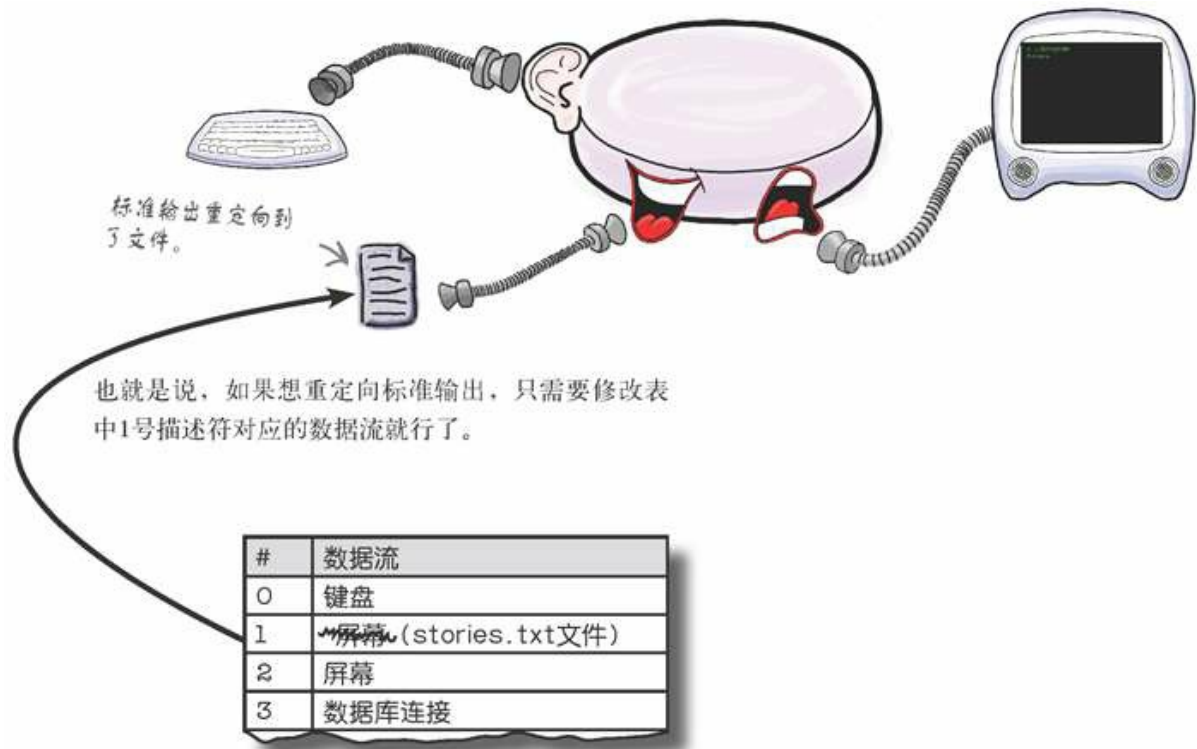 标准输出重定向到
了文件。
也就是说，如果想重定向标准输出，只需要修改表
中1号描述符对应的数据流就行了。
# 数据流
0 键盘
1 屏幕（stories.txt文件）
2 屏幕
3 数据库连接